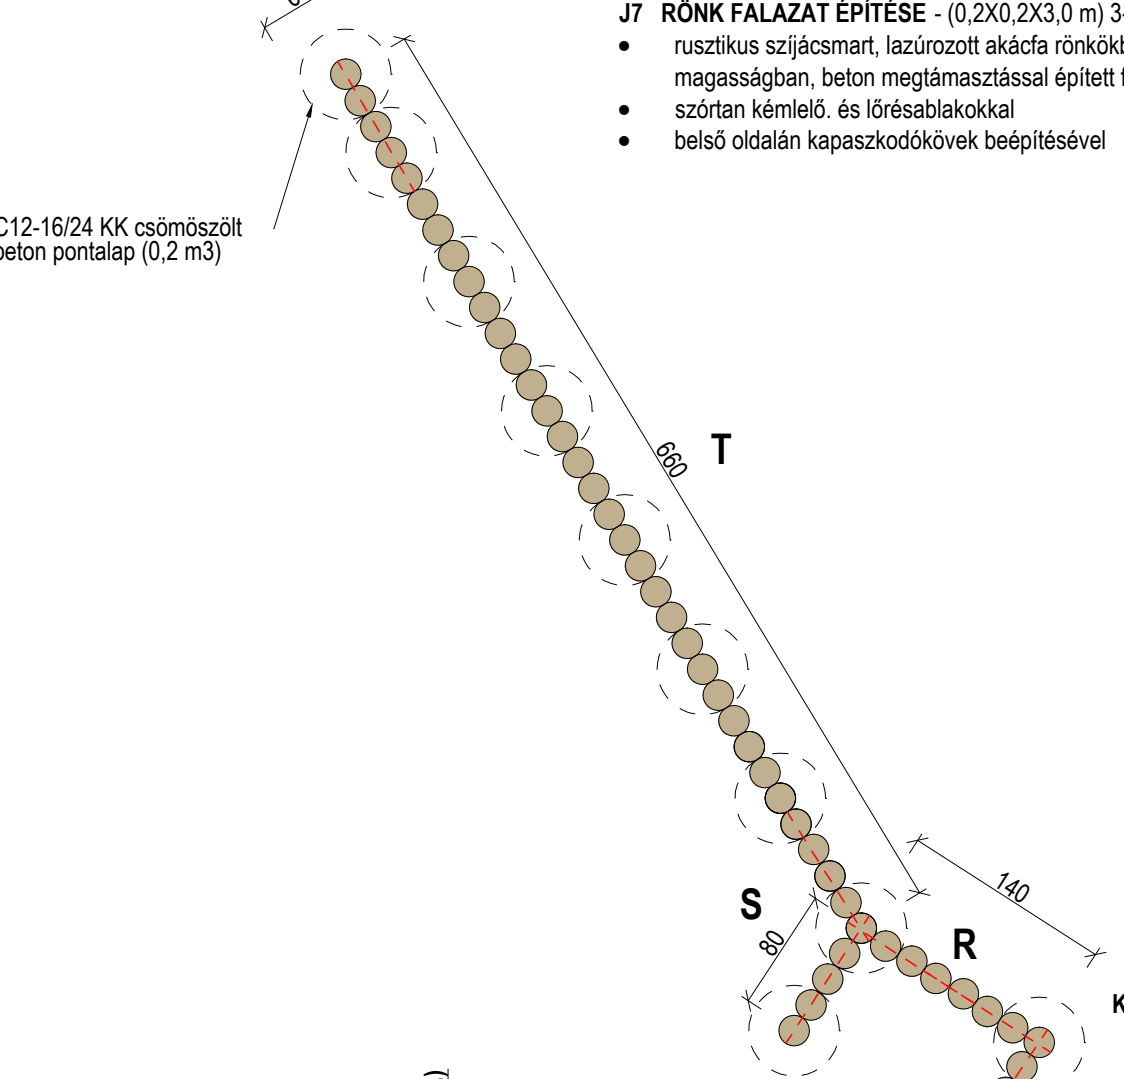 J7 RÖNK FALAZAT ÉPÍTÉSE - (0,2X0,2X3,0 m) 3-
• rusztikus szíjácsmart, lazúrozott akácfa rönkökb
magasságban, beton megtámasztással épített f
• szórtan kémlelő. és lőrésablakokkal
• belső oldalán kapaszkodókövek beépítésével
C12-16/24 KK csömöszölt
beton pontalap (0,2 m3)
660
T
140
S
80
R
K